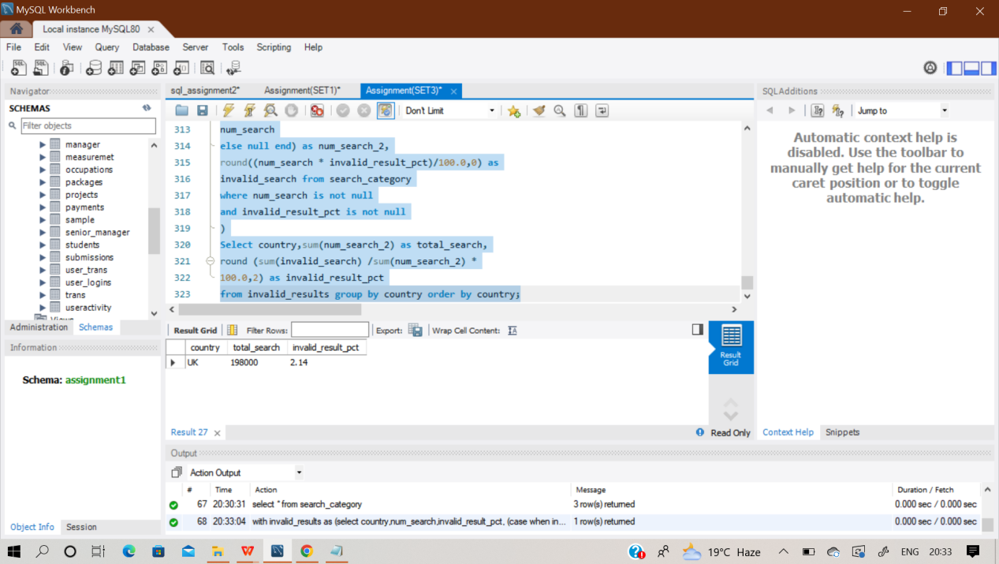 MySQL Workbench
Local instance MySQL80
File Edit View Query Database Server Tools Scripting Help
Navigator
SCHEMAS
Filter objects
manager
measuremet
occupations
packages
projects
payments
sample
senior_manager
students
submissions
user_trans
user_logins
trans
useractivity
Views
Administration Schemas
Information
Schema: assignment1
Object Info Session
sql_assignment2* Assignment(SET1)* Assignment(SET3)*
Don't Limit
313 num_search
314 else null end) as num_search_2,
315 round((num_search * invalid_result_pct)/100.0,0) as
316 invalid_search from search_category
317 where num_search is not null
318 and invalid_result_pct is not null
319 )
320 Select country,sum(num_search_2) as total_search,
321 round (sum(invalid_search) /sum(num_search_2) *
322 100.0,2) as invalid_result_pct
323 from invalid_results group by country order by country;
Result Grid Filter Rows: Export: Wrap Cell Content:
country total_search invalid_result_pct
UK 198000 2.14
Result
Grid
Result 27 Read Only
SQLAdditions
Jump to
Automatic context help is
disabled. Use the toolbar to
manually get help for the current
caret position or to toggle
automatic help.
Context Help Snippets
Output
Action Output
# Time Action Message Duration / Fetch
67 20:30:31 select * from search_category 3 row(s) returned 0.000 sec / 0.000 sec
68 20:33:04 with invalid_results as (select country,num_search,invalid_result_pct, (case when in... 1 row(s) returned 0.000 sec / 0.000 sec
19°C Haze ENG 20:33